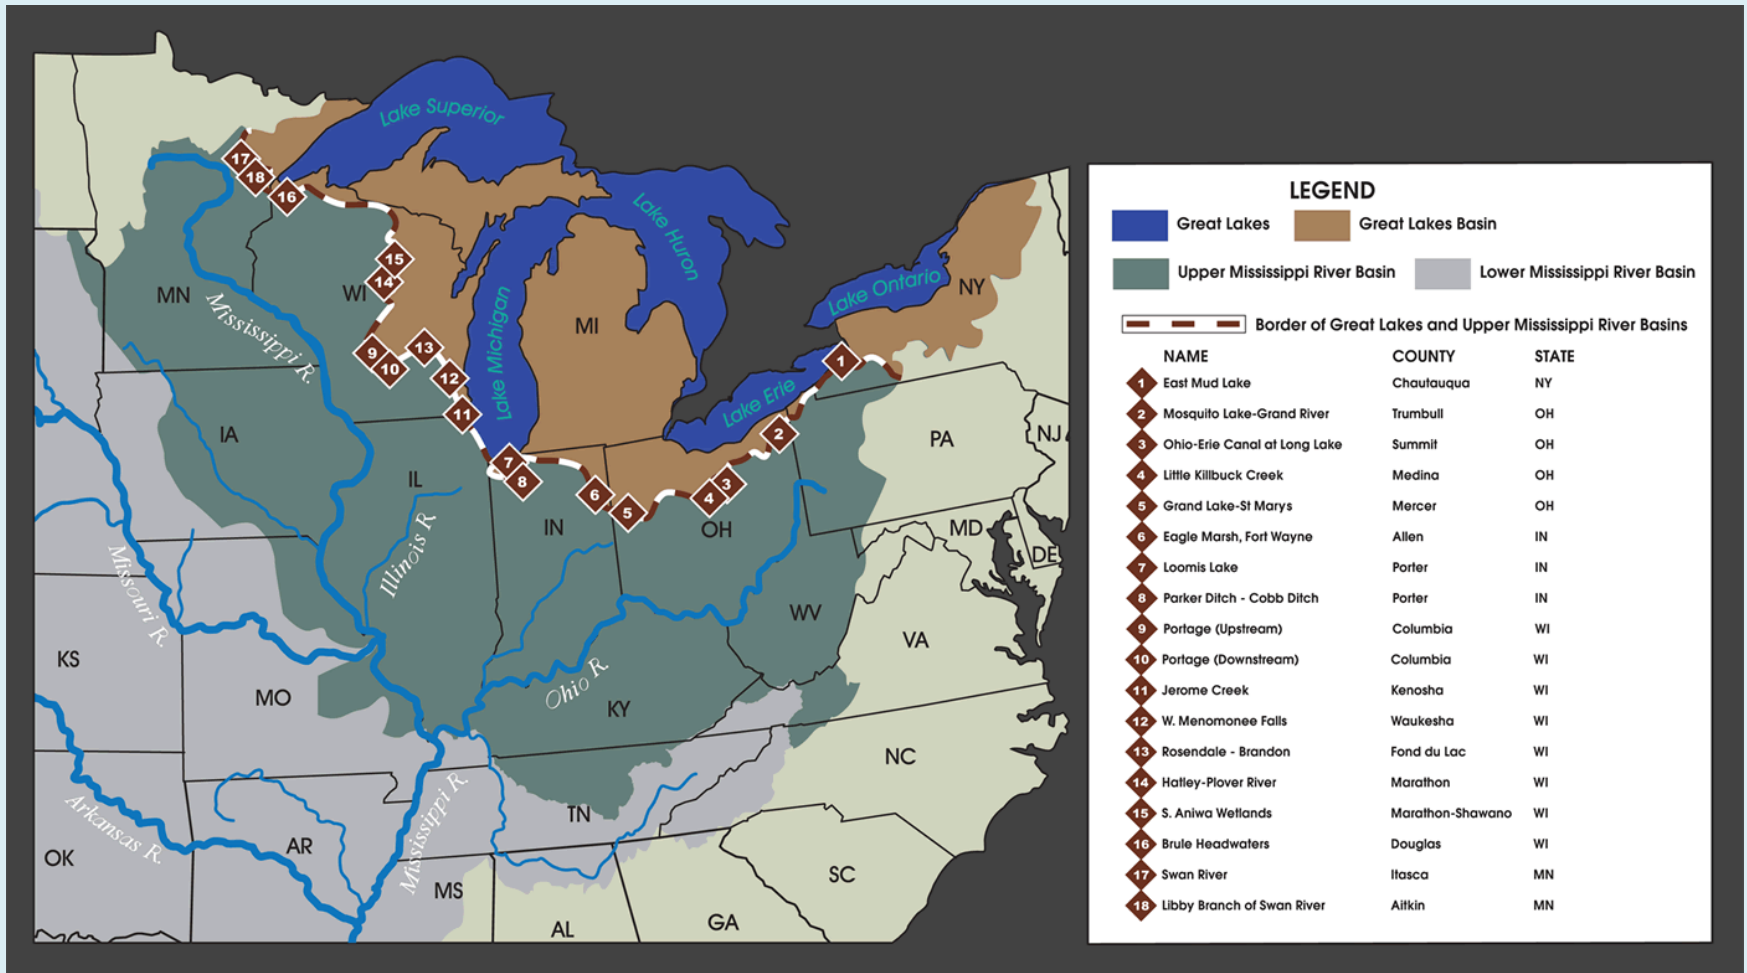 Lake Superior
Lake Huron
Lake Michigan
Lake Ontario
Lake Erie
17
18
16
15
14
9
10
13
12
11
7
8
6
5
4
3
2
1
MN
WI
MI
NY
IA
IL
IN
OH
PA
NJ
MD
DE
WV
VA
KS
MO
KY
NC
TN
OK
AR
MS
AL
GA
SC
Mississippi R.
Illinois R
Missouri R.
Ohio R.
Arkansas R.
Mississippi R.
LEGEND
Great Lakes Great Lakes Basin
Upper Mississippi River Basin Lower Mississippi River Basin
Border of Great Lakes and Upper Mississippi River Basins
NAME COUNTY STATE
1 East Mud Lake Chautauqua NY
2 Mosquito Lake-Grand River Trumbull OH
3 Ohio-Erie Canal at Long Lake Summit OH
4 Little Killbuck Creek Medina OH
5 Grand Lake-St Marys Mercer OH
6 Eagle Marsh, Fort Wayne Allen IN
7 Loomis Lake Porter IN
8 Parker Ditch - Cobb Ditch Porter IN
9 Portage (Upstream) Columbia WI
10 Portage (Downstream) Columbia WI
11 Jerome Creek Kenosha WI
12 W. Menomonee Falls Waukesha WI
13 Rosendale - Brandon Fond du Lac WI
14 Hatley-Plover River Marathon WI
15 S. Aniwa Wetlands Marathon-Shawano WI
16 Brule Headwaters Douglas WI
17 Swan River Itasca MN
18 Libby Branch of Swan River Aitkin MN